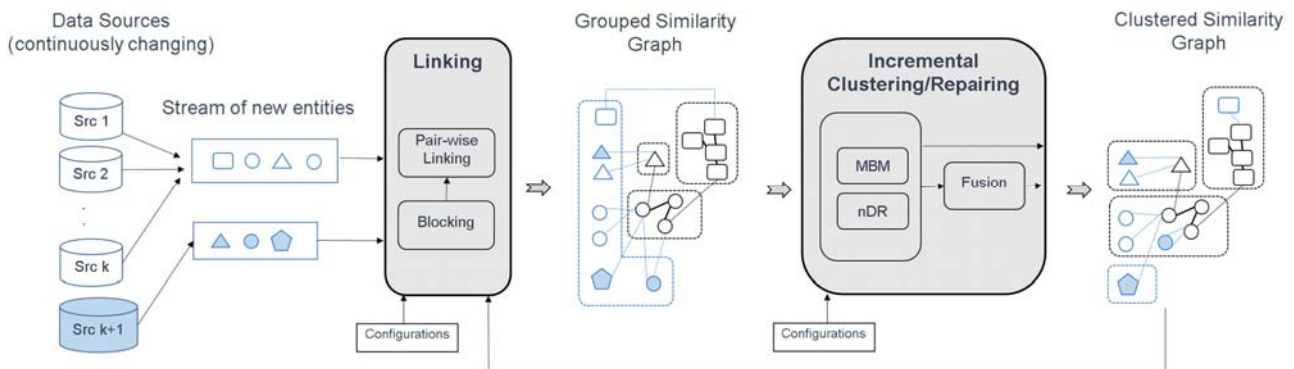 Data Sources
(continuously changing)
Src 1
Src 2
.
.
Src k
Src k+1
Stream of new entities
Linking
Pair-wise
Linking
Blocking
Configurations
Grouped Similarity
Graph
Incremental
Clustering/Repairing
MBM
nDR
Fusion
Configurations
Clustered Similarity
Graph